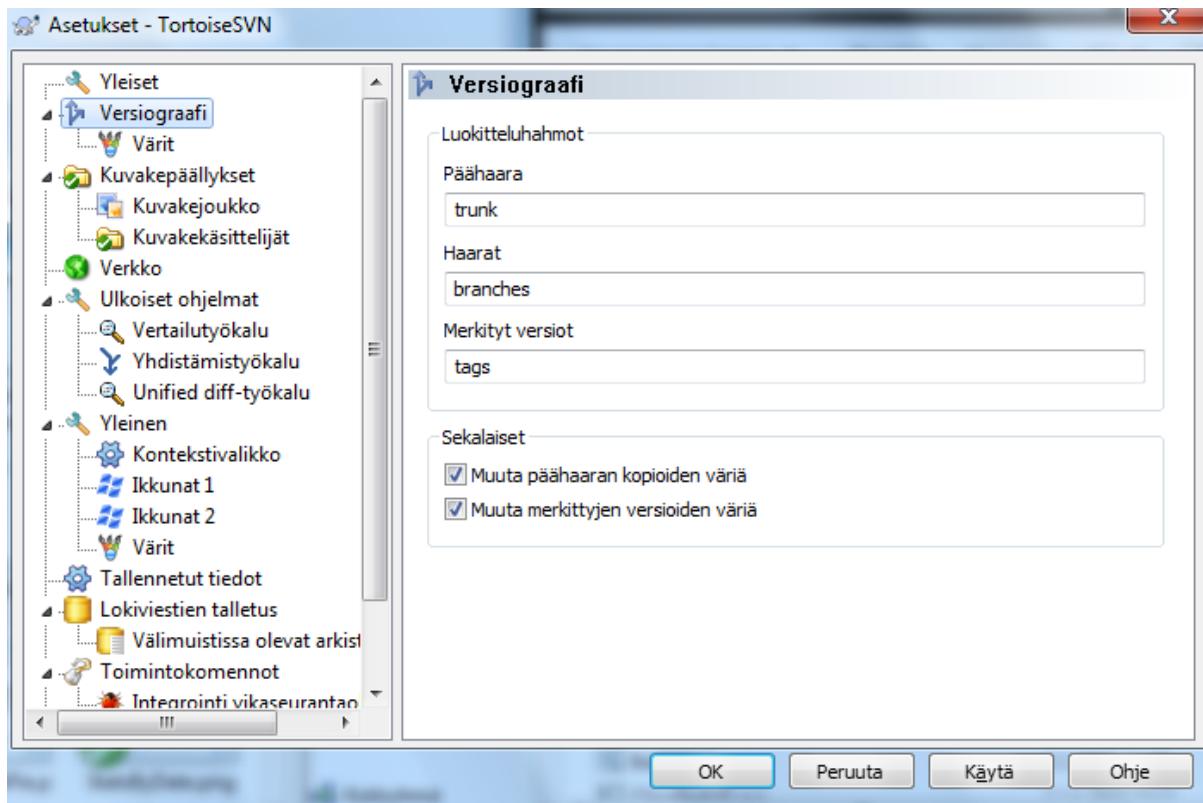 Asetukset - TortoiseSVN
Yleiset
Versiograafi
Värit
Kuvakepäällykset
Kuvakejoukko
Kuvakekäsittelijät
Verkko
Ulkoiset ohjelmat
Vertailutyökalu
Yhdistämistyökalu
Unified diff-työkalu
Yleinen
Kontekstivalikko
Ikkunat 1
Ikkunat 2
Värit
Tallennetut tiedot
Lokiviestien talletus
Välimuistissa olevat arkist
Toimintokomennot
Integrointi vikaseurantao
Versiograafi
Luokitteluhahmot
Päähaara
trunk
Haarat
branches
Merkityt versiot
tags
Sekalaiset
Muuta päähaaran kopioiden väriä
Muuta merkittyjen versioiden väriä
OK
Peruuta
Käytä
Ohje